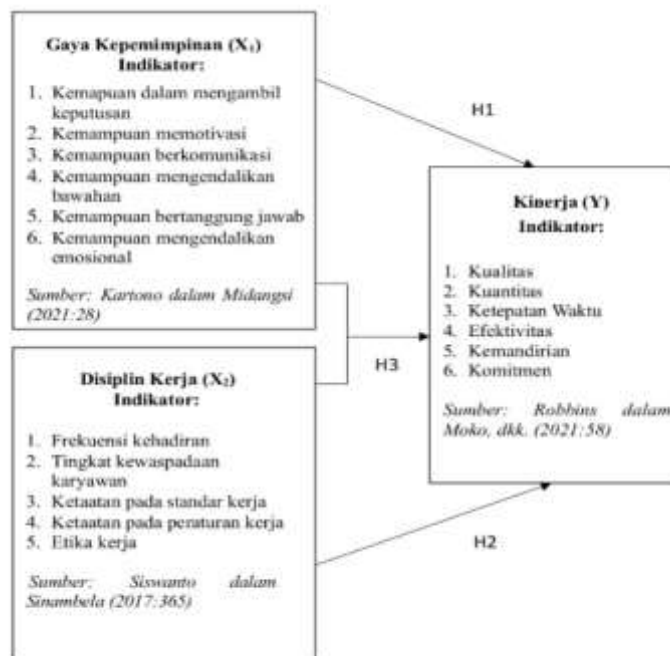 Gaya Kepemimpinan (X₁)
Indikator:
1. Kemapuan dalam mengambil
keputusan
2. Kemampuan memotivasi
3. Kemampuan berkomunikasi
4. Kemampuan mengendalikan
bawahan
5. Kemampuan bertanggung jawab
6. Kemampuan mengendalikan
emosional
Sumber: Kartono dalam Midangsi
(2021:28)
H1
Kinerja (Y)
Indikator:
1. Kualitas
2. Kuantitas
3. Ketepatan Waktu
4. Efektivitas
5. Kemandirian
6. Komitmen
Sumber: Robbins dalam
Moko, dkk. (2021:58)
H3
Disiplin Kerja (X₂)
Indikator:
1. Frekuensi kehadiran
2. Tingkat kewaspadaan
karyawan
3. Ketaatan pada standar kerja
4. Ketaatan pada peraturan kerja
5. Etika kerja
Sumber: Siswanto dalam
Sinambela (2017:365)
H2